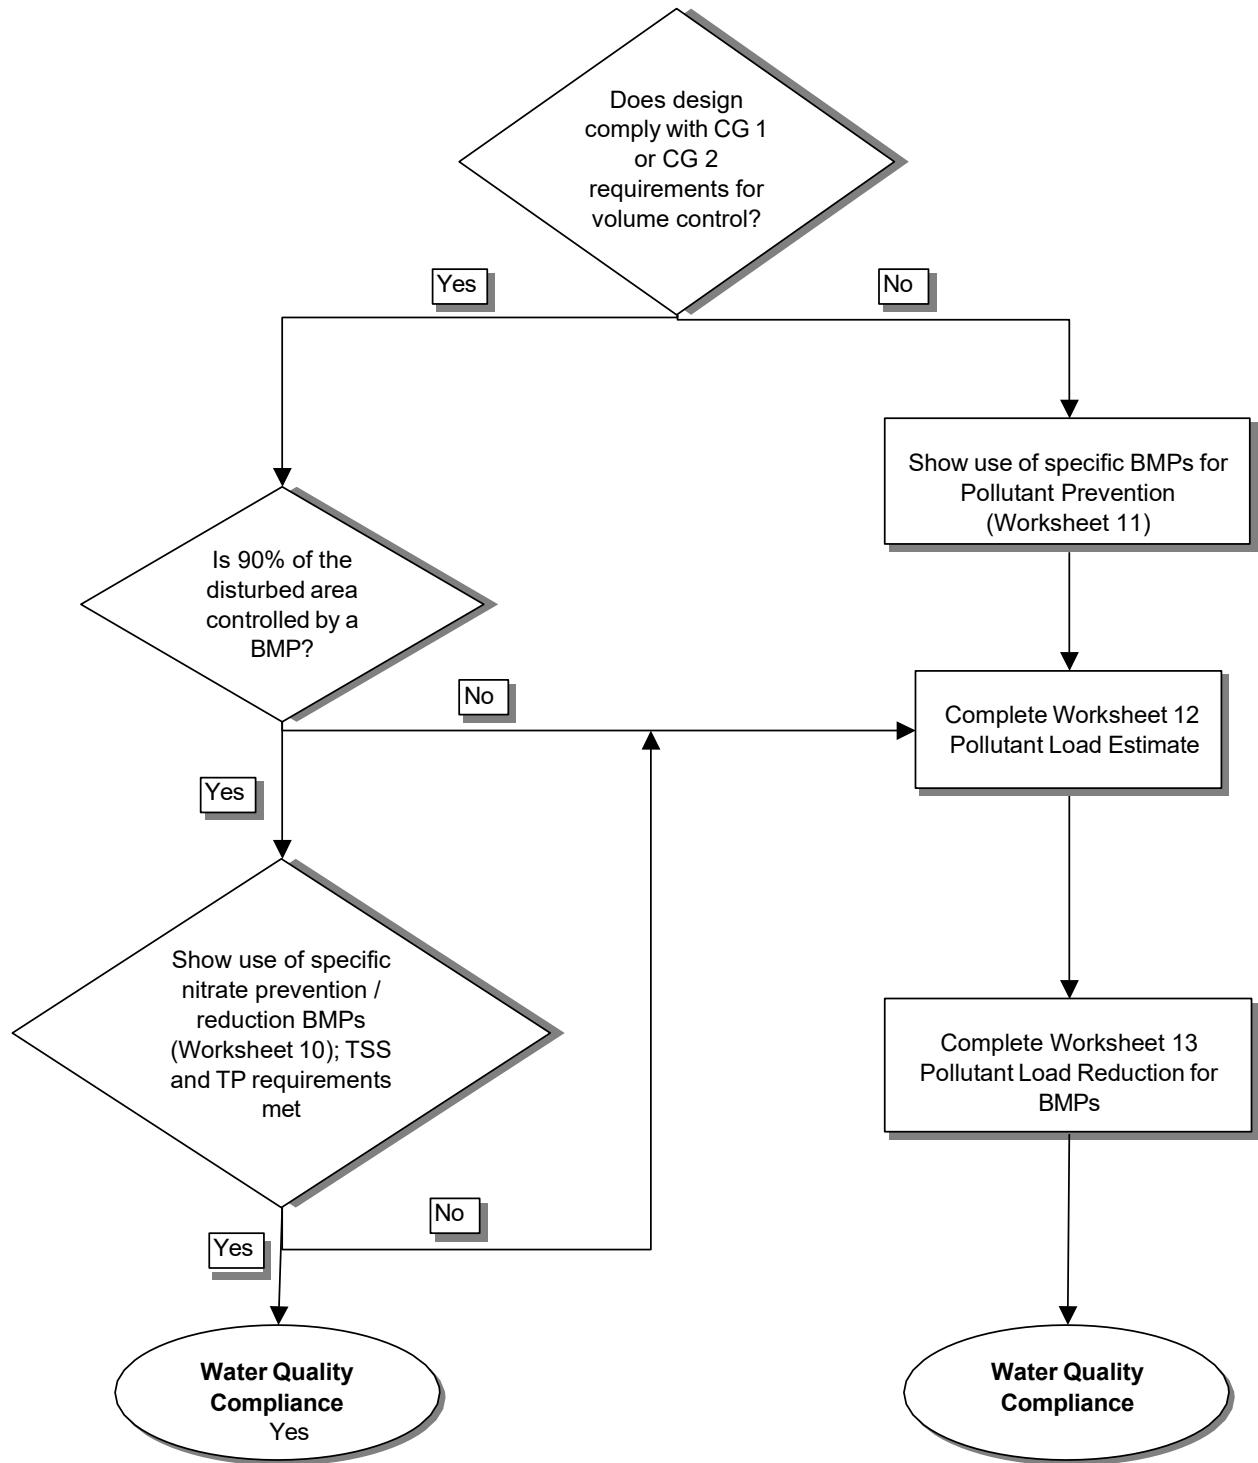 Does design
comply with CG 1
or CG 2
requirements for
volume control?
Yes
No
Show use of specific BMPs for
Pollutant Prevention
(Worksheet 11)
Is 90% of the
disturbed area
controlled by a
BMP?
No
Complete Worksheet 12
Pollutant Load Estimate
Yes
Show use of specific
nitrate prevention /
reduction BMPs
(Worksheet 10); TSS
and TP requirements
met
Complete Worksheet 13
Pollutant Load Reduction for
BMPs
No
Yes
Water Quality
Compliance
Yes
Water Quality
Compliance